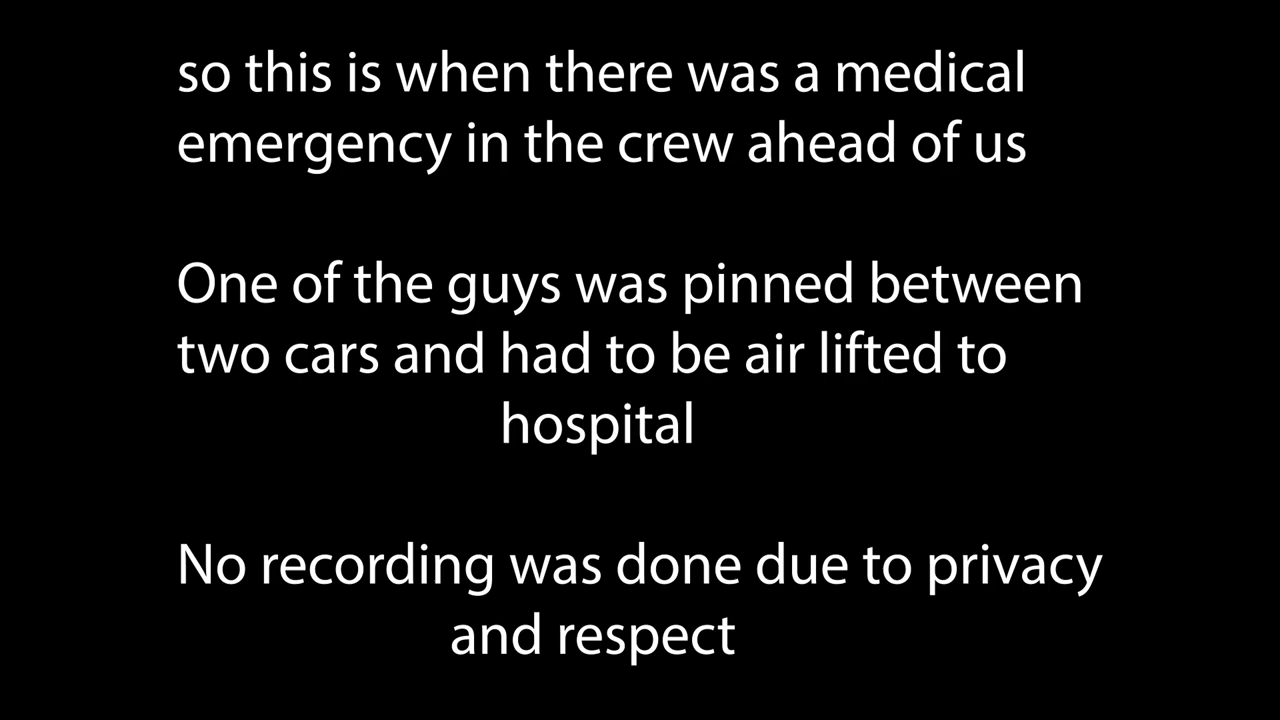 so this is when there was a medical
emergency in the crew ahead of us
One of the guys was pinned between
two cars and had to be air lifted to
hospital
No recording was done due to privacy
and respect